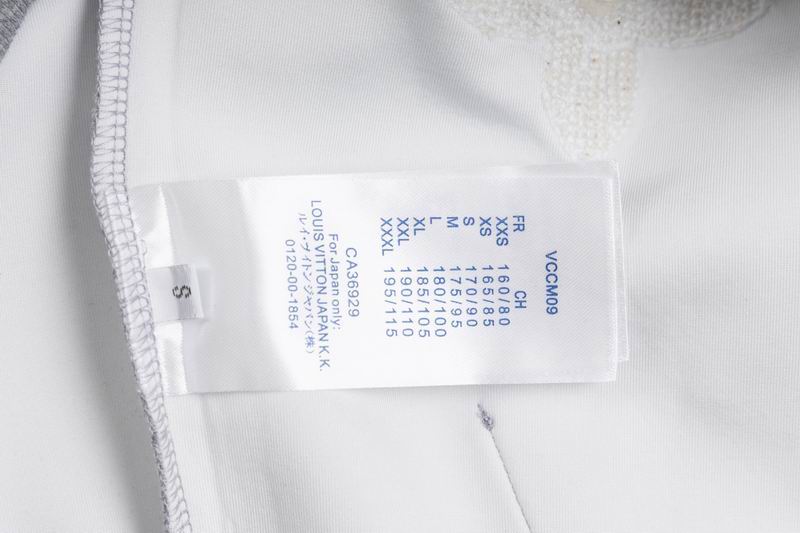 VCCM09
FR CH
XXS 160/80
XS 165/85
S 170/90
M 175/95
L 180/100
XL 185/105
XXL 190/110
XXXL 195/115
CA36929
For Japan only:
LOUIS VITTON JAPAN K.K.
ルイ・ヴイトン・ジャパン(株)
0120-00-1854
S